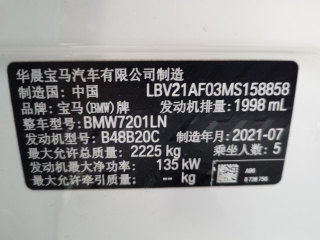 华晨宝马汽车有限公司制造
制造国：中国 LBV21AF03MS158858
品牌：宝马(BMW)牌 发动机排量：1998 mL
整车型号：BMW7201LN
发动机型号：B48B20C 制造年月：2021-07
最大允许总质量：2225 kg 乘坐人数：5
发动机最大净功率：135 kW
最大允许牵引质量：-- kg